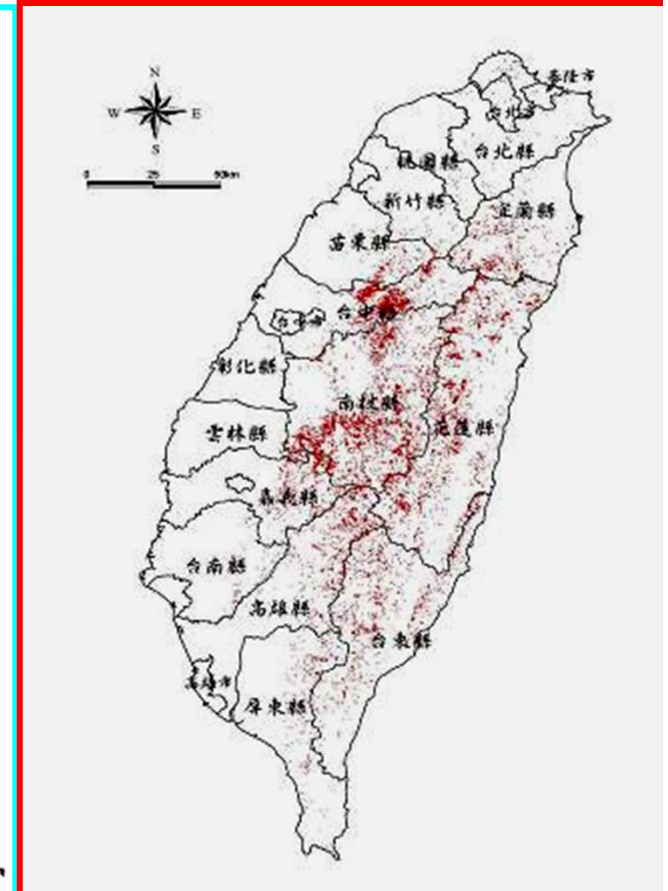 N
W E
S
0 25 50km
基隆市
台北市
台北縣
桃園縣
新竹縣
宜蘭縣
苗栗縣
台中縣
台中市
彰化縣
南投縣
雲林縣
花蓮縣
嘉義縣
台南縣
高雄縣
台東縣
高雄市
屏東縣